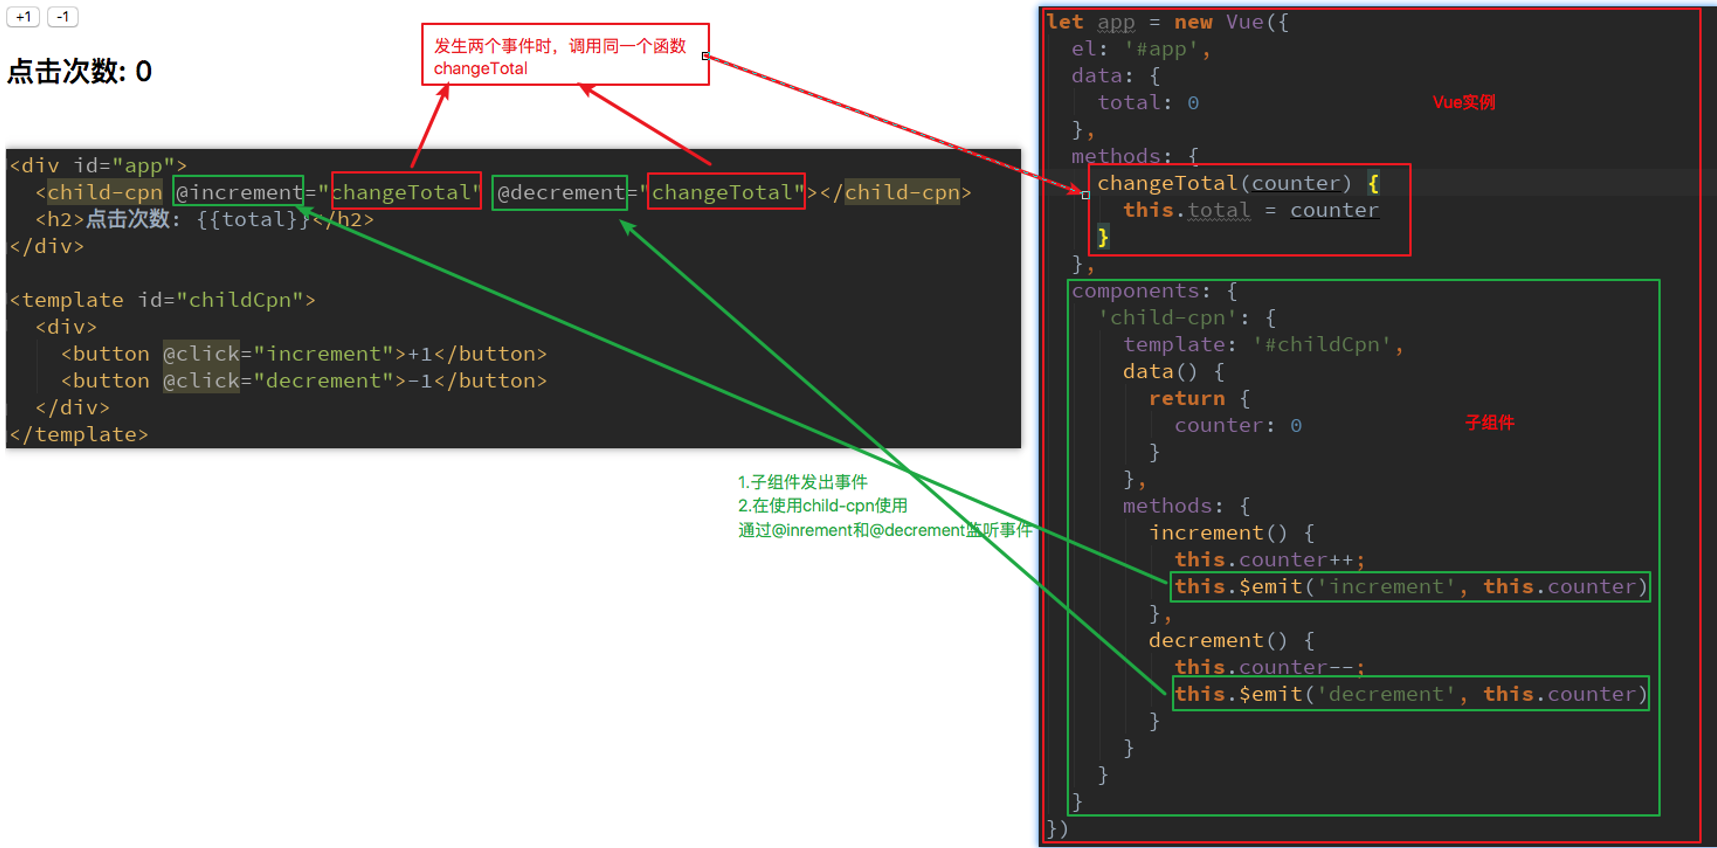 +1 -1
点击次数: 0
发生两个事件时，调用同一个函数
changeTotal
<div id="app">
<child-cpn @increment="changeTotal" @decrement="changeTotal"></child-cpn>
<h2>点击次数: {{total}}</h2>
</div>
<template id="childCpn">
<div>
<button @click="increment">+1</button>
<button @click="decrement">-1</button>
</div>
</template>
1.子组件发出事件
2.在使用child-cpn使用
通过@inrement和@decrement监听事件
let app = new Vue({
el: '#app',
data: {
total: 0
Vue实例
},
methods: {
changeTotal(counter) {
this.total = counter
}
},
components: {
'child-cpn': {
template: '#childCpn',
data() {
return {
counter: 0
子组件
}
},
methods: {
increment() {
this.counter++;
this.$emit('increment', this.counter)
},
decrement() {
this.counter--;
this.$emit('decrement', this.counter)
}
}
}
}
})